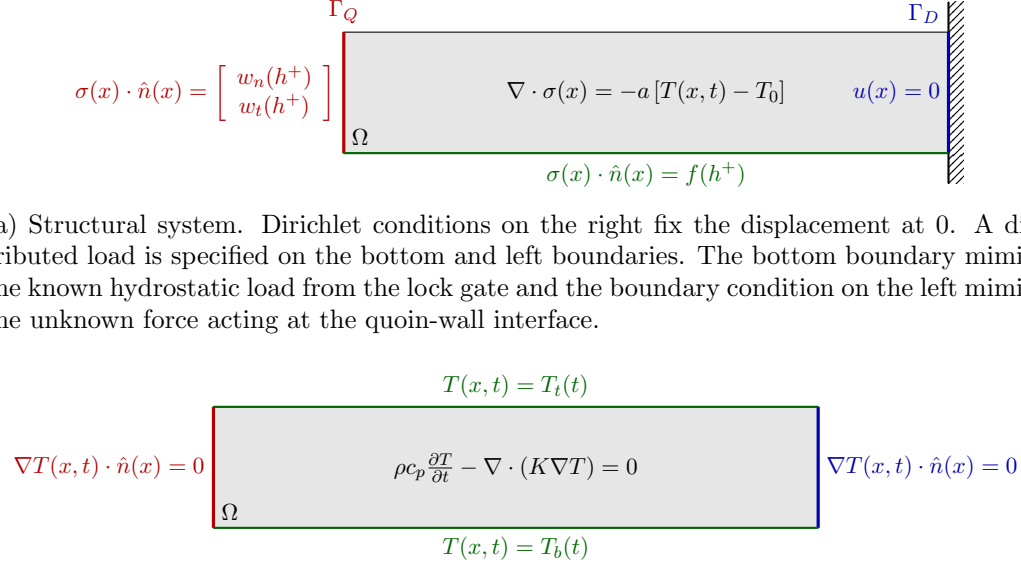 Γ_Q
Γ_D
σ(x) · n̂(x) = [ w_n(h⁺) w_t(h⁺) ]
∇ · σ(x) = −a [T(x, t) − T₀]
u(x) = 0
Ω
σ(x) · n̂(x) = f(h⁺)
a) Structural system. Dirichlet conditions on the right fix the displacement at 0. A di
ributed load is specified on the bottom and left boundaries. The bottom boundary mimi
he known hydrostatic load from the lock gate and the boundary condition on the left mimi
he unknown force acting at the quoin-wall interface.
T(x, t) = T_t(t)
∇T(x, t) · n̂(x) = 0
ρc_p ∂T/∂t − ∇ · (K∇T) = 0
∇T(x, t) · n̂(x) = 0
Ω
T(x, t) = T_b(t)